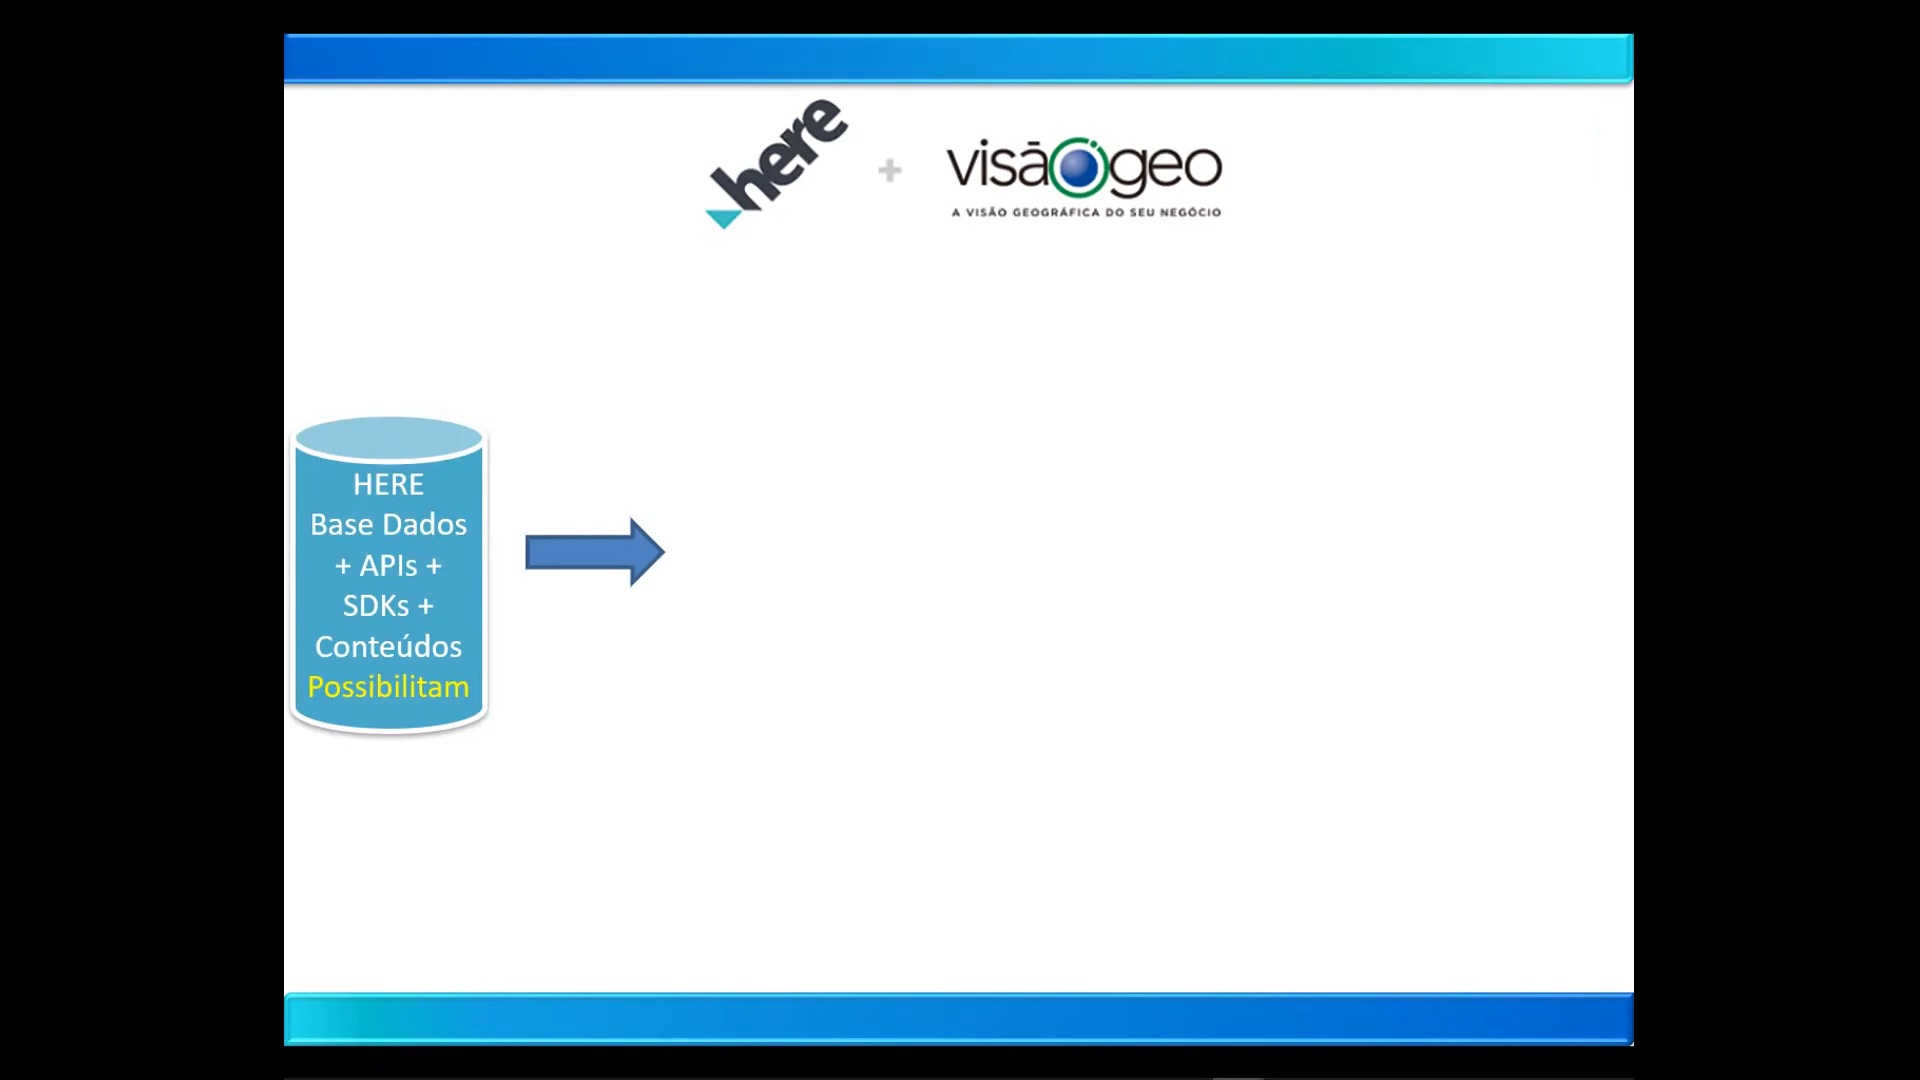 here
+
visãogeo
A VISÃO GEOGRÁFICA DO SEU NEGÓCIO
HERE
Base Dados
+ APIs +
SDKs +
Conteúdos
Possibilitam